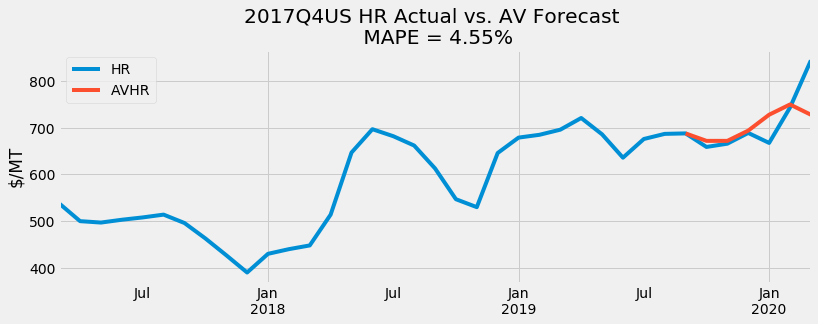 2017Q4US HR Actual vs. AV Forecast
MAPE = 4.55%
HR
AVHR
$/MT
800
700
600
500
400
Jul
Jan
2018
Jul
Jan
2019
Jul
Jan
2020